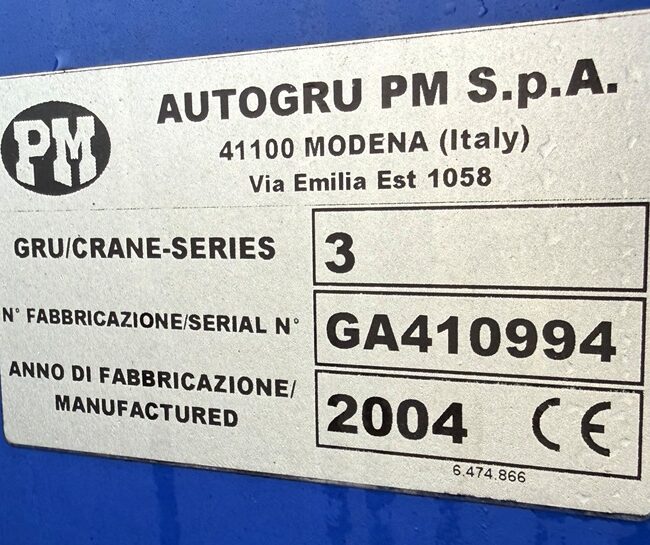 PM
AUTOGRU PM S.p.A.
41100 MODENA (Italy)
Via Emilia Est 1058
GRU/CRANE-SERIES 3
N° FABBRICAZIONE/SERIAL N° GA410994
ANNO DI FABBRICAZIONE/
MANUFACTURED 2004 CE
6.474.866